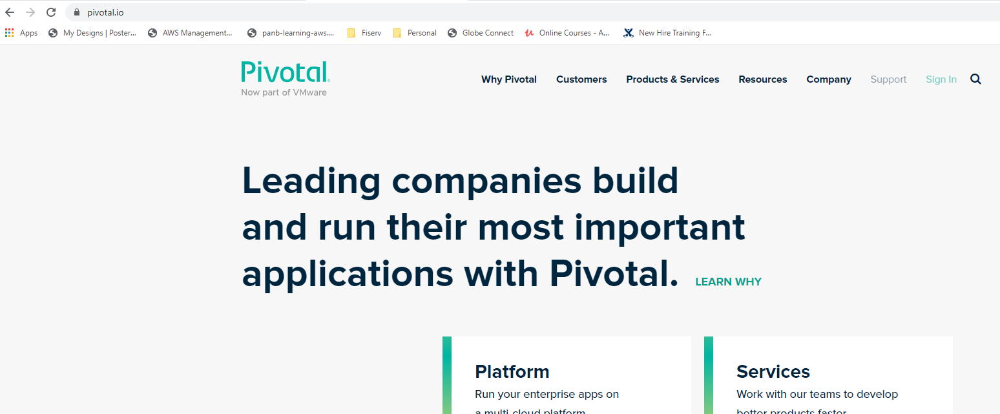 pivotal.io
Apps My Designs | Poster... AWS Management... panb-learning-aws.... Fiserv Personal Globe Connect Online Courses - A... New Hire Training F...
Pivotal
Now part of VMware
Why Pivotal Customers Products & Services Resources Company Support Sign In
Leading companies build
and run their most important
applications with Pivotal. LEARN WHY
Platform
Run your enterprise apps on
a multi-cloud platform
Services
Work with our teams to develop
better products faster